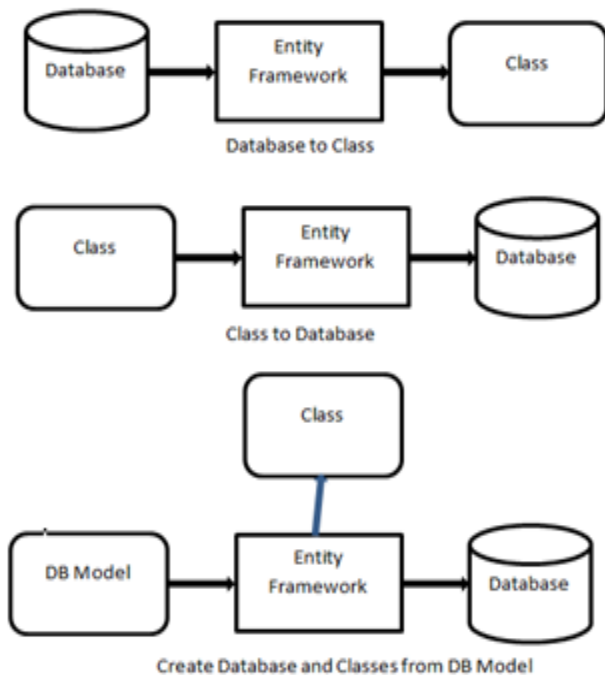 Database
Entity
Framework
Class
Database to Class
Class
Entity
Framework
Database
Class to Database
Class
DB Model
Entity
Framework
Database
Create Database and Classes from DB Model